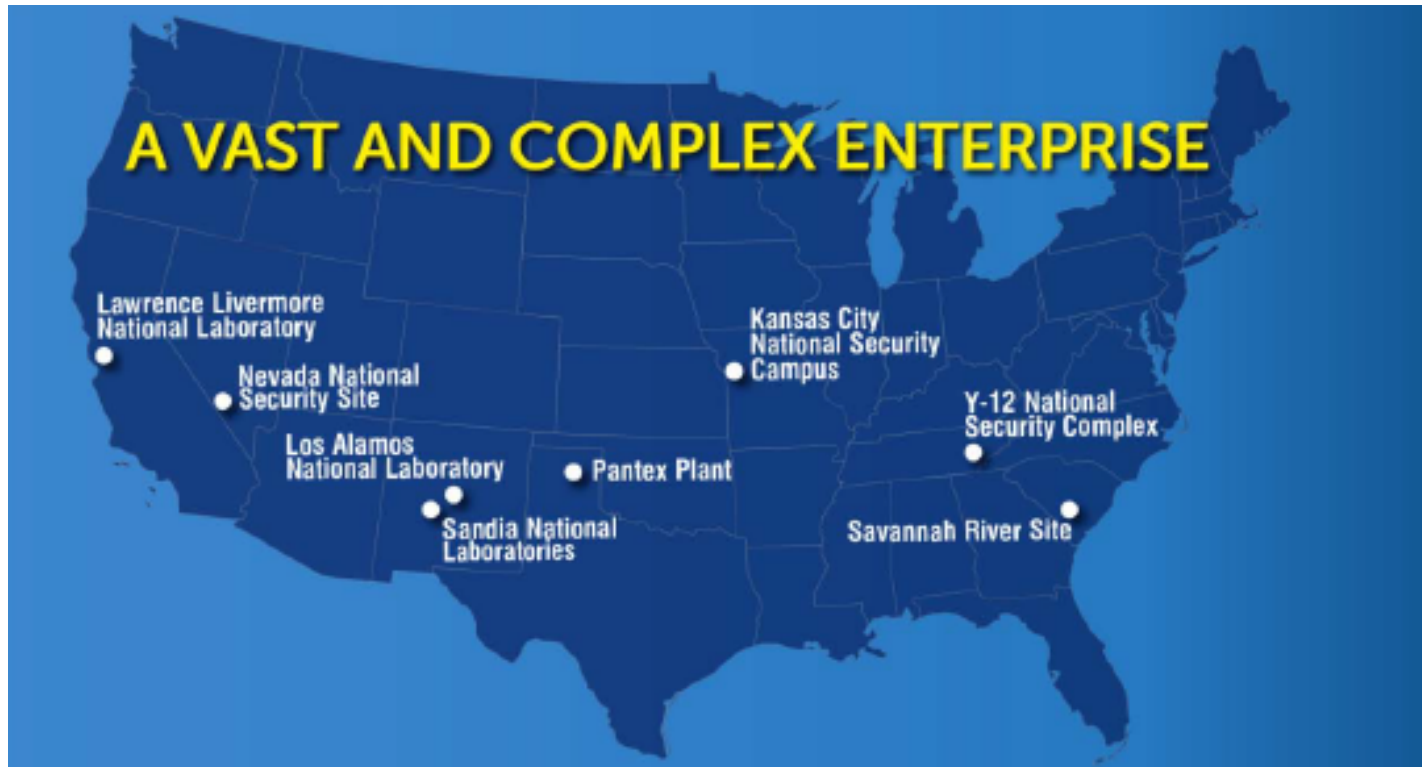 A VAST AND COMPLEX ENTERPRISE
Lawrence Livermore
National Laboratory
Nevada National
Security Site
Los Alamos
National Laboratory
Sandia National
Laboratories
Pantex Plant
Kansas City
National Security
Campus
Y-12 National
Security Complex
Savannah River Site